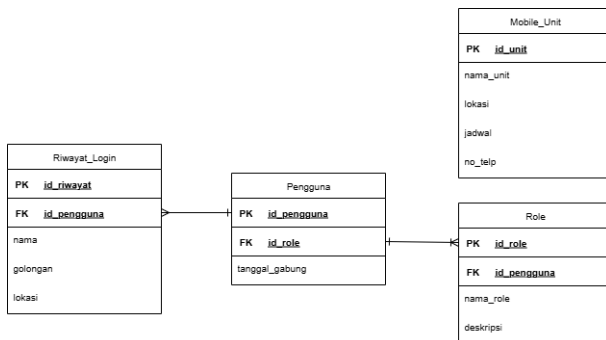 Mobile_Unit
PK id_unit
nama_unit
lokasi
jadwal
no_telp
Riwayat_Login
PK id_riwayat
FK id_pengguna
nama
golongan
lokasi
Pengguna
PK id_pengguna
FK id_role
tanggal_gabung
Role
PK id_role
FK id_pengguna
nama_role
deskripsi